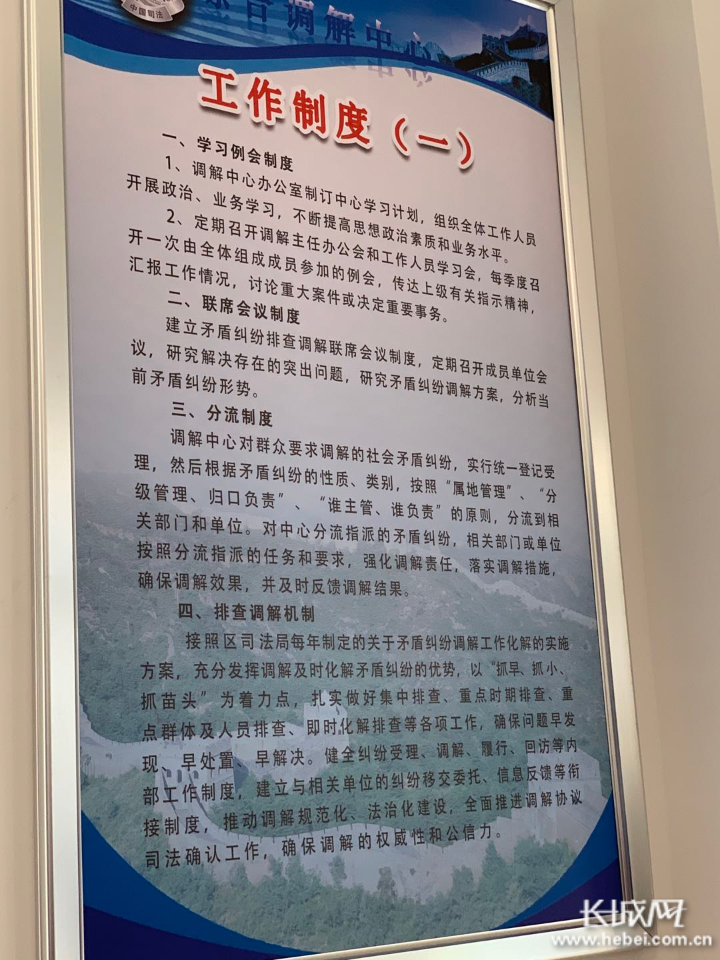 中国司法
综合调解中心
工作制度（一）
一、学习例会制度
1、调解中心办公室制订中心学习计划，组织全体工作人员
开展政治、业务学习，不断提高思想政治素质和业务水平。
2、定期召开调解主任办公会和工作人员学习会，每季度召
开一次由全体组成成员参加的例会，传达上级有关指示精神，
汇报工作情况，讨论重大案件或决定重要事务。
二、联席会议制度
建立矛盾纠纷排查调解联席会议制度，定期召开成员单位会
议，研究解决存在的突出问题，研究矛盾纠纷调解方案，分析当
前矛盾纠纷形势。
三、分流制度
调解中心对群众要求调解的社会矛盾纠纷，实行统一登记受
理，然后根据矛盾纠纷的性质、类别，按照“属地管理”、“分
级管理、归口负责”、“谁主管、谁负责”的原则，分流到相
关部门和单位。对中心分流指派的矛盾纠纷，相关部门或单位
按照分流指派的任务和要求，强化调解责任，落实调解措施，
确保调解效果，并及时反馈调解结果。
四、排查调解机制
按照区司法局每年制定的关于矛盾纠纷调解工作化解的实施
方案，充分发挥调解及时化解矛盾纠纷的优势，以“抓早、抓小、
抓苗头”为着力点，扎实做好集中排查、重点时期排查、重
点群体及人员排查、即时化解排查等各项工作，确保问题早发
现、早处置、早解决。健全纠纷受理、调解、履行、回访等内
部工作制度，建立与相关单位的纠纷移交委托、信息反馈等衔
接制度，推动调解规范化、法治化建设，全面推进调解协议
司法确认工作，确保调解的权威性和公信力。
长城网
www.hebei.com.cn